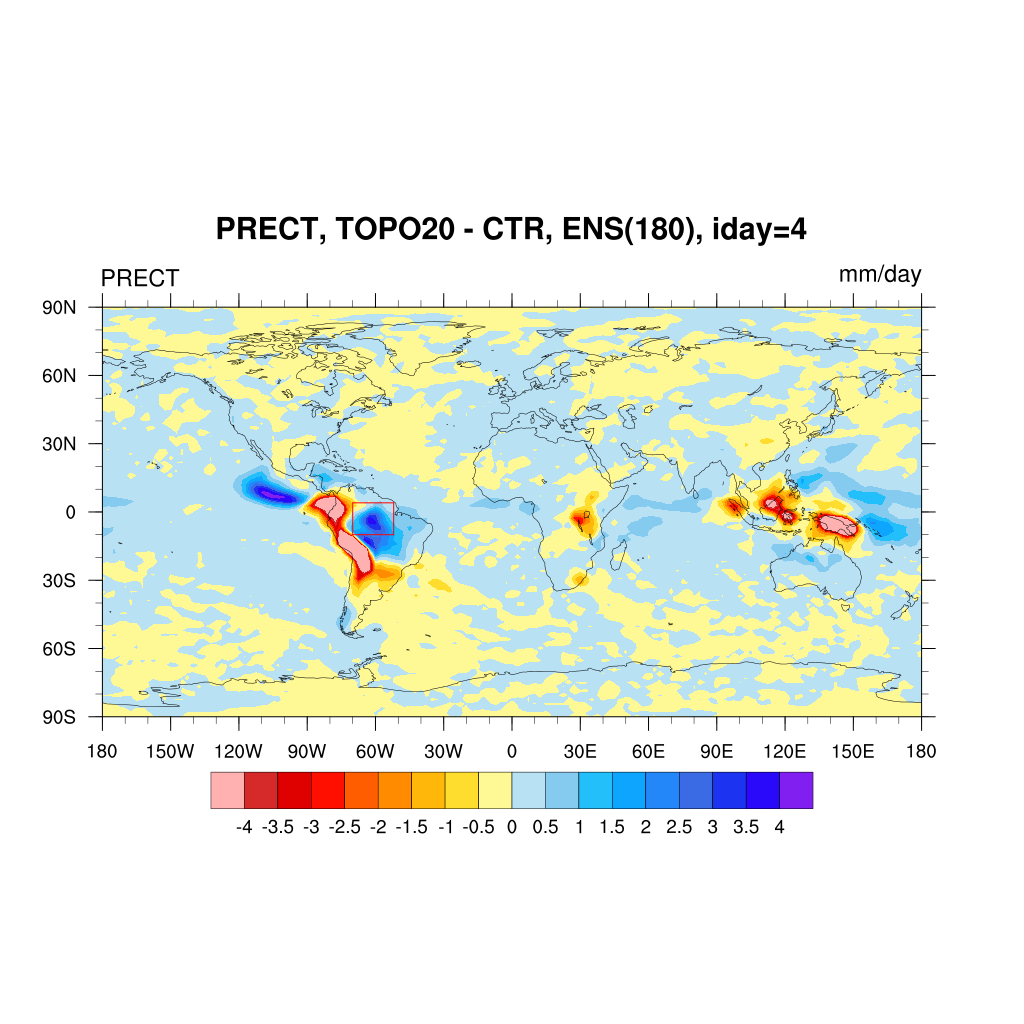 PRECT, TOPO20 - CTR, ENS(180), iday=4
PRECT mm/day
90N
60N
30N
0
30S
60S
90S
180 150W 120W 90W 60W 30W 0 30E 60E 90E 120E 150E 180
-4 -3.5 -3 -2.5 -2 -1.5 -1 -0.5 0 0.5 1 1.5 2 2.5 3 3.5 4